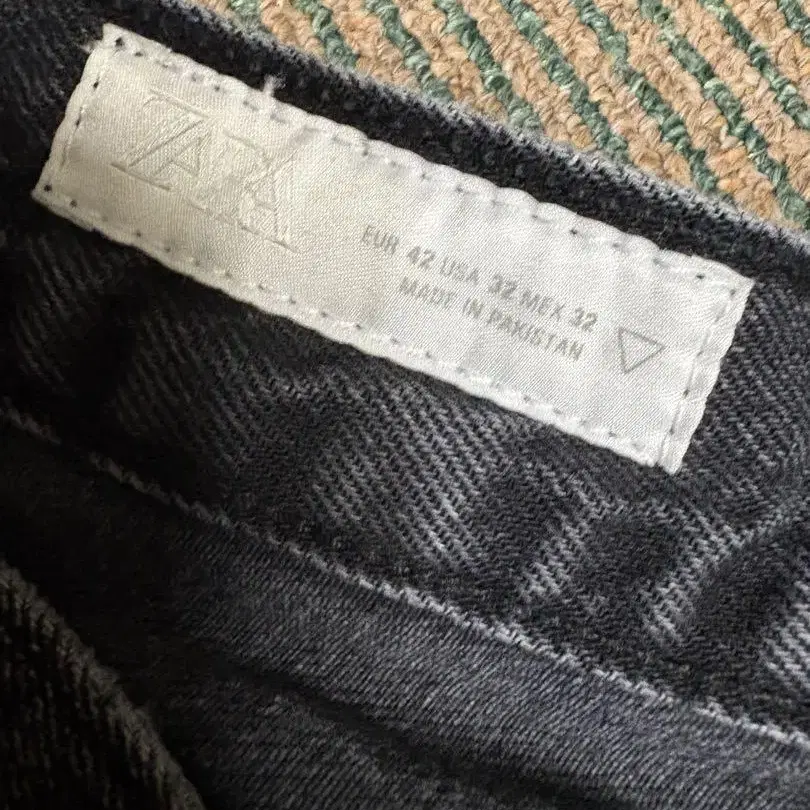 ZARA
EUR 42 USA 32 MEX 32
MADE IN PAKISTAN